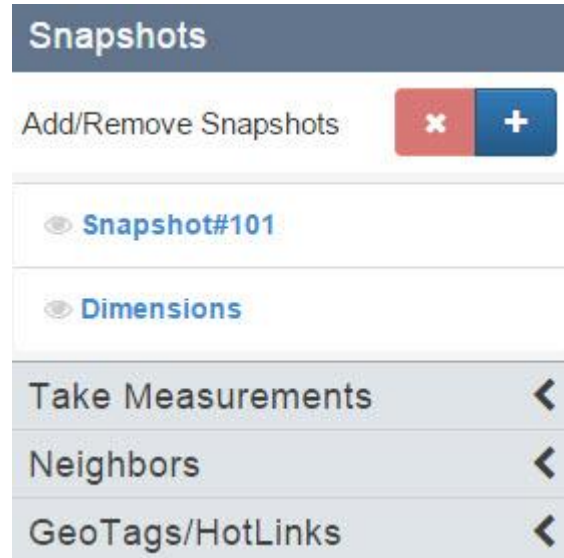 Snapshots
Add/Remove Snapshots
Snapshot#101
Dimensions
Take Measurements
Neighbors
GeoTags/HotLinks